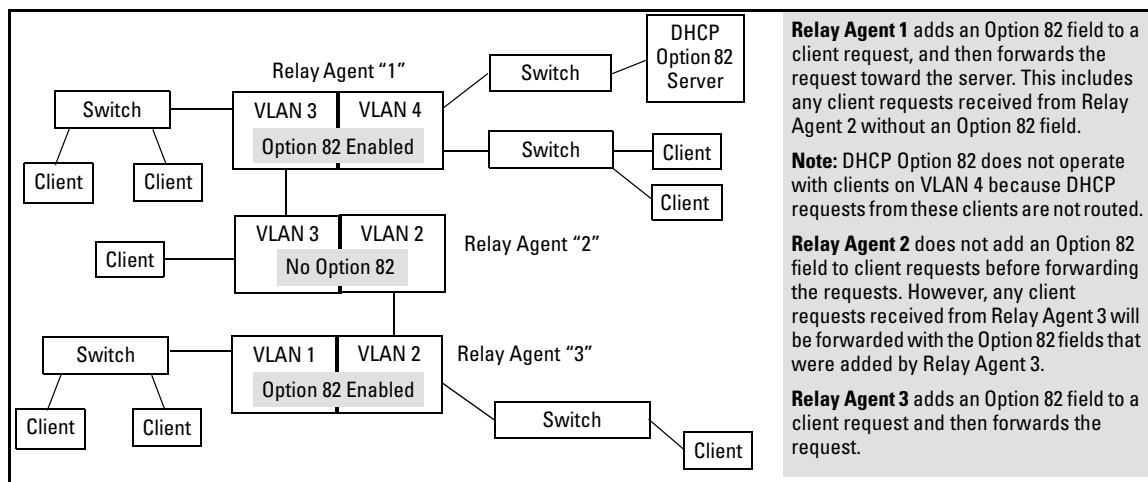 DHCP
Option 82
Server
Relay Agent “1”
Switch
Switch
VLAN 3
VLAN 4
Option 82 Enabled
Client
Client
Switch
Client
Client
VLAN 3
VLAN 2
Relay Agent “2”
Client
No Option 82
Switch
VLAN 1
VLAN 2
Relay Agent “3”
Option 82 Enabled
Client
Client
Switch
Client
Relay Agent 1 adds an Option 82 field to a
client request, and then forwards the
request toward the server. This includes
any client requests received from Relay
Agent 2 without an Option 82 field.
Note: DHCP Option 82 does not operate
with clients on VLAN 4 because DHCP
requests from these clients are not routed.
Relay Agent 2 does not add an Option 82
field to client requests before forwarding
the requests. However, any client
requests received from Relay Agent 3 will
be forwarded with the Option 82 fields that
were added by Relay Agent 3.
Relay Agent 3 adds an Option 82 field to a
client request and then forwards the
request.